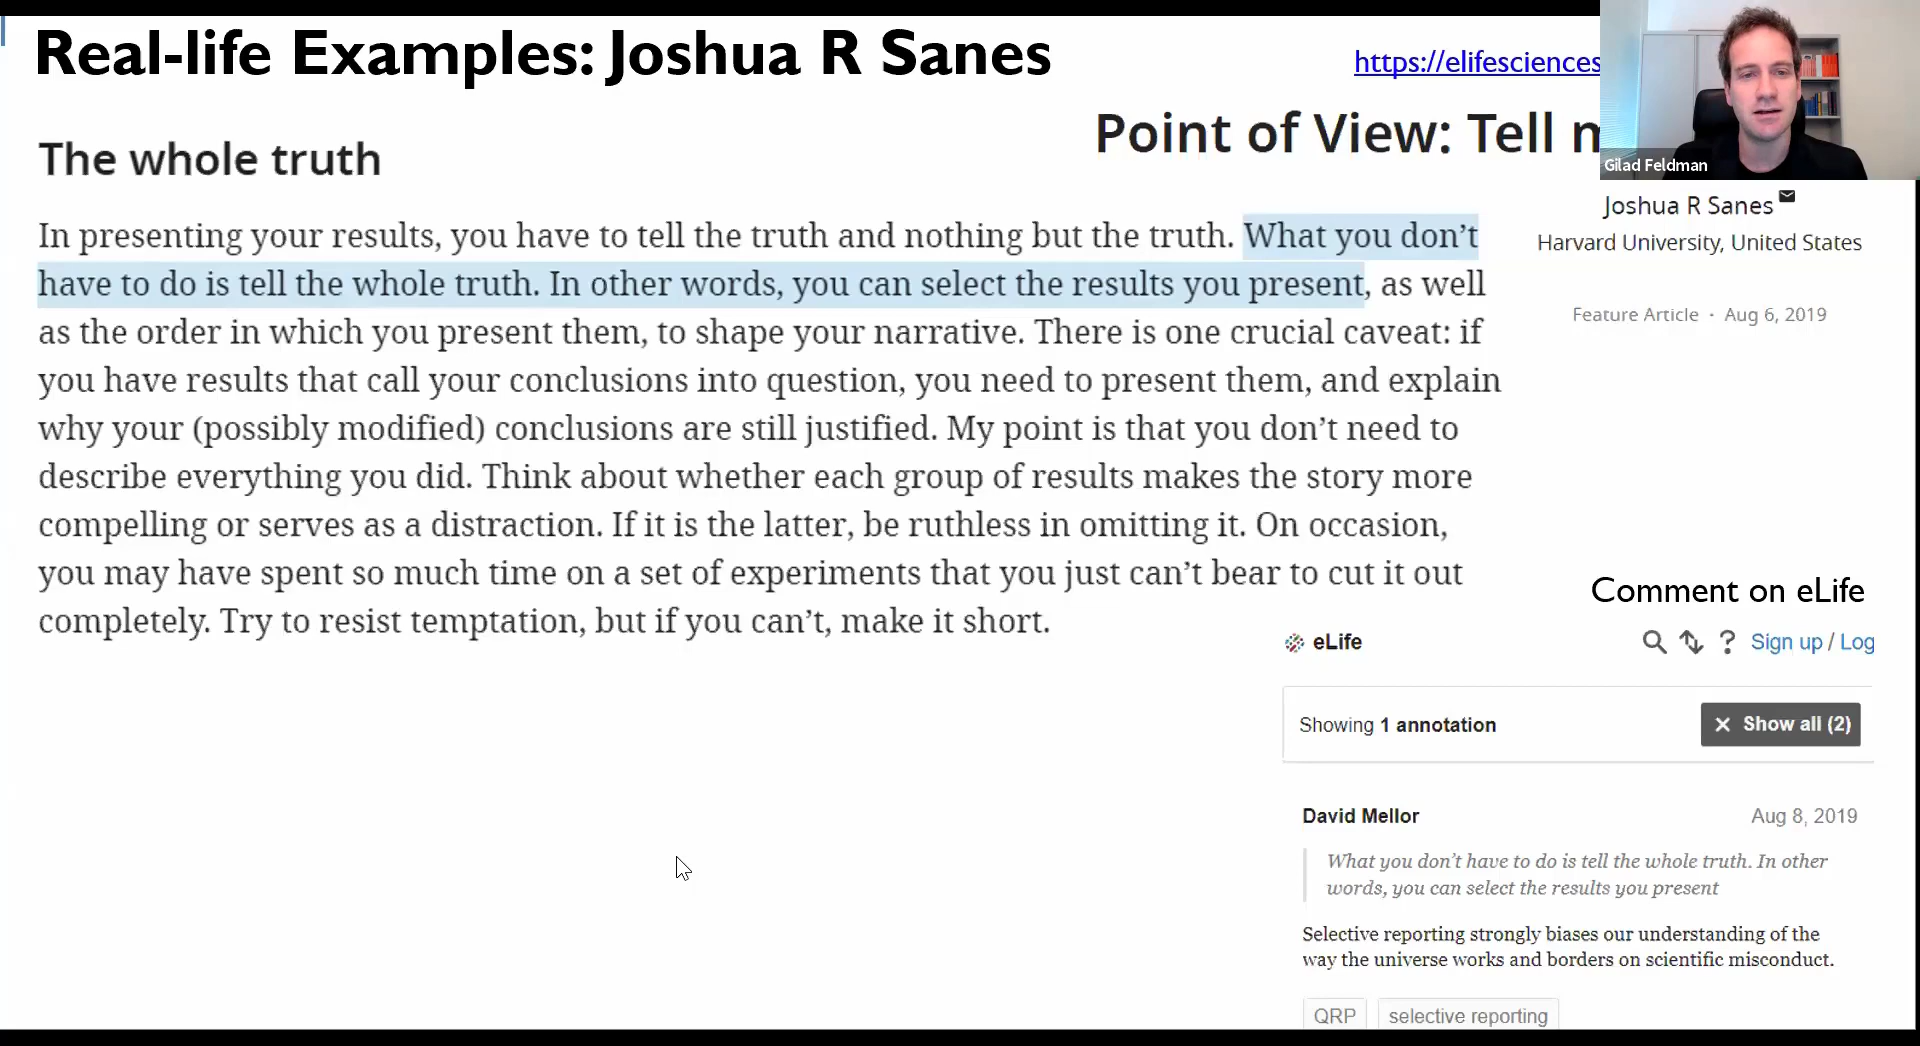 Real-life Examples: Joshua R Sanes
https://elifesciences
Gilad Feldman
Point of View: Tell
Joshua R Sanes
Harvard University, United States
Feature Article · Aug 6, 2019
The whole truth
In presenting your results, you have to tell the truth and nothing but the truth. What you don’t
have to do is tell the whole truth. In other words, you can select the results you present, as well
as the order in which you present them, to shape your narrative. There is one crucial caveat: if
you have results that call your conclusions into question, you need to present them, and explain
why your (possibly modified) conclusions are still justified. My point is that you don’t need to
describe everything you did. Think about whether each group of results makes the story more
compelling or serves as a distraction. If it is the latter, be ruthless in omitting it. On occasion,
you may have spent so much time on a set of experiments that you just can’t bear to cut it out
completely. Try to resist temptation, but if you can’t, make it short.
Comment on eLife
eLife
? Sign up / Log
Showing 1 annotation
× Show all (2)
David Mellor
Aug 8, 2019
What you don’t have to do is tell the whole truth. In other
words, you can select the results you present
Selective reporting strongly biases our understanding of the
way the universe works and borders on scientific misconduct.
QRP
selective reporting